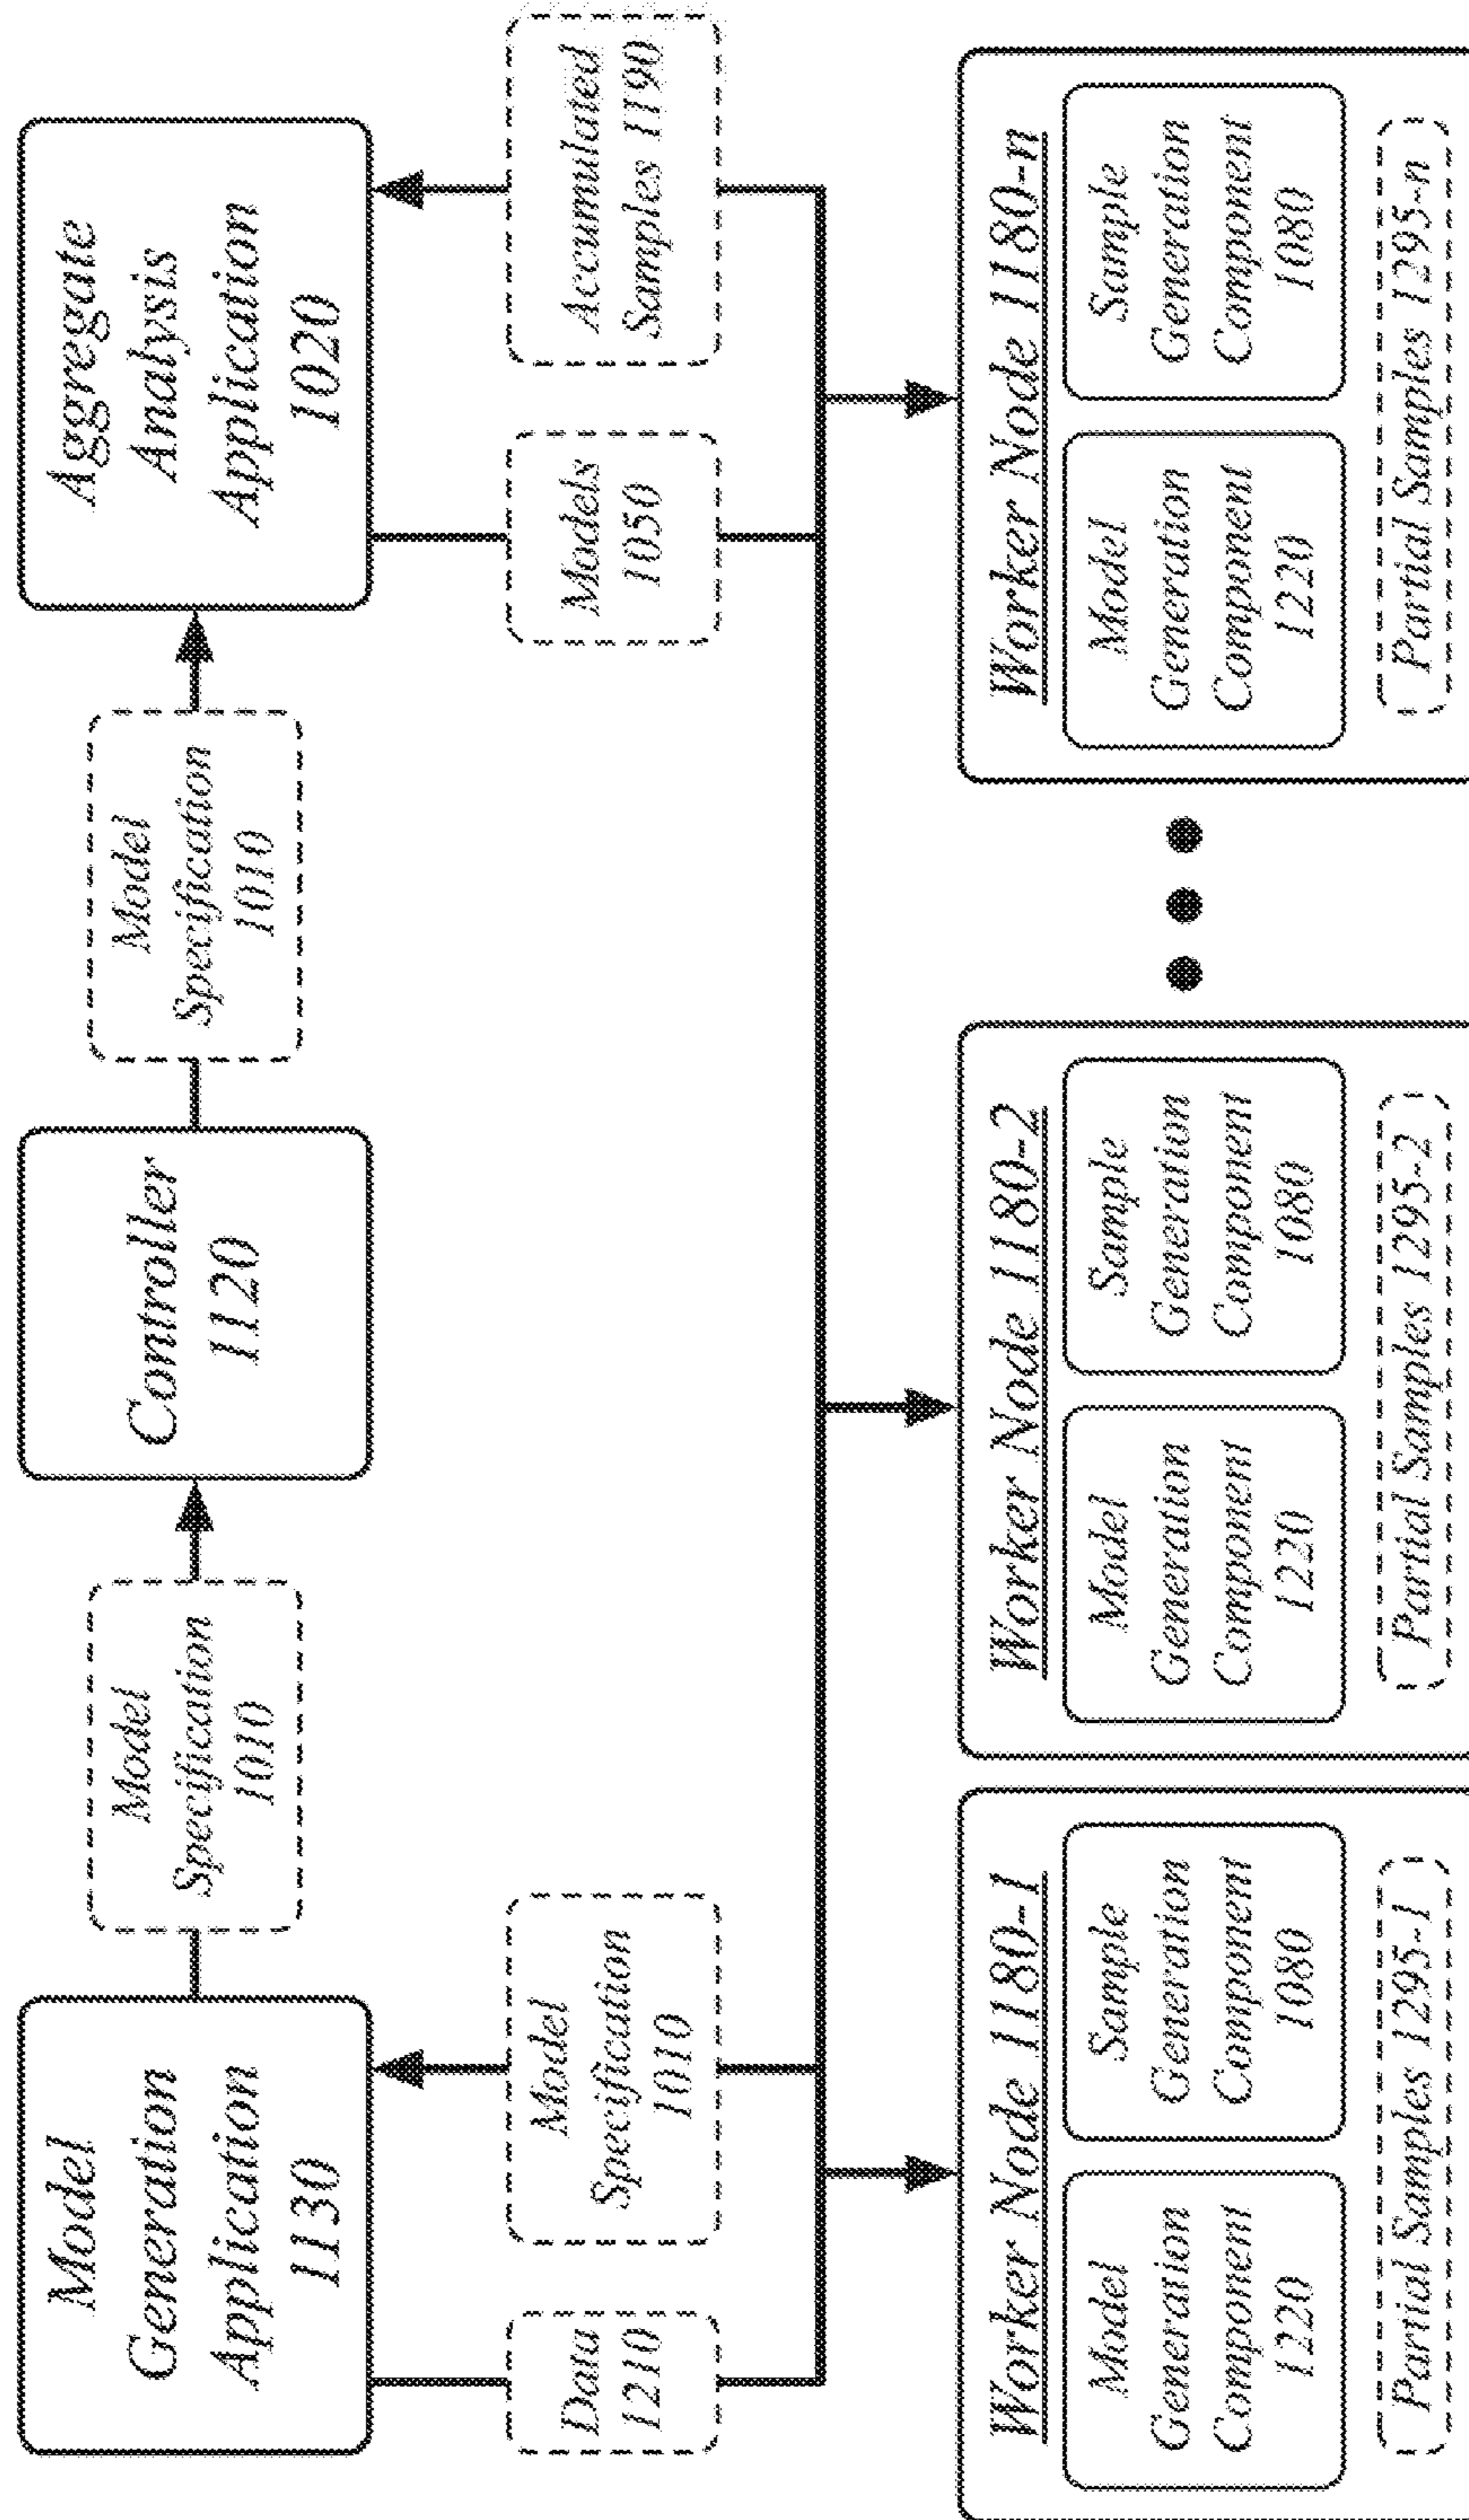 Model
Generation
Application
1130
Model
Specification
1010
Controller
1120
Model
Specification
1010
Aggregate
Analysis
Application
1020
Data
1210
Model
Specification
1010
Models
1050
Accumulated
Samples 1190
Worker Node 1180-1
Model
Generation
Component
1220
Sample
Generation
Component
1080
Partial Samples 1295-1
Worker Node 1180-2
Model
Generation
Component
1220
Sample
Generation
Component
1080
Partial Samples 1295-2
Worker Node 1180-n
Model
Generation
Component
1220
Sample
Generation
Component
1080
Partial Samples 1295-n